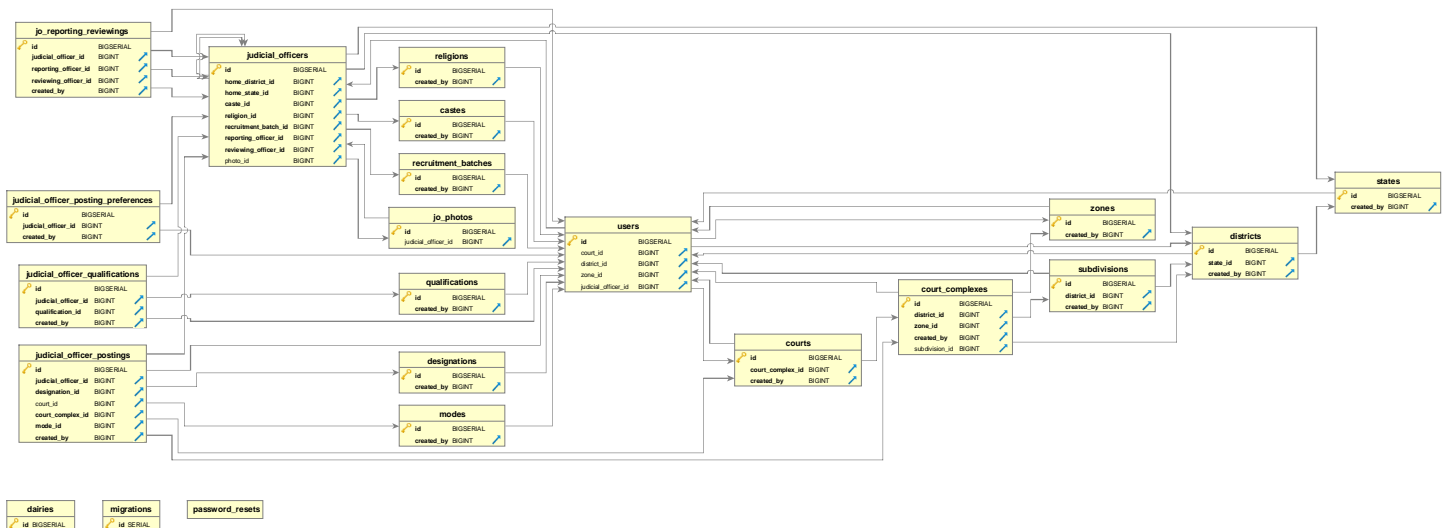 jo_reporting_reviewings
id BIGSERIAL
judicial_officer_id BIGINT
reporting_officer_id BIGINT
reviewing_officer_id BIGINT
created_by BIGINT
judicial_officers
id BIGSERIAL
home_district_id BIGINT
home_state_id BIGINT
caste_id BIGINT
religion_id BIGINT
recruitment_batch_id BIGINT
reporting_officer_id BIGINT
reviewing_officer_id BIGINT
photo_id BIGINT
religions
id BIGSERIAL
created_by BIGINT
castes
id BIGSERIAL
created_by BIGINT
recruitment_batches
id BIGSERIAL
created_by BIGINT
jo_photos
id BIGSERIAL
judicial_officer_id BIGINT
judicial_officer_posting_preferences
id BIGSERIAL
judicial_officer_id BIGINT
created_by BIGINT
users
id BIGSERIAL
court_id BIGINT
district_id BIGINT
zone_id BIGINT
judicial_officer_id BIGINT
zones
id BIGSERIAL
created_by BIGINT
states
id BIGSERIAL
created_by BIGINT
districts
id BIGSERIAL
state_id BIGINT
created_by BIGINT
subdivisions
id BIGSERIAL
district_id BIGINT
created_by BIGINT
court_complexes
id BIGSERIAL
district_id BIGINT
zone_id BIGINT
created_by BIGINT
subdivision_id BIGINT
judicial_officer_qualifications
id BIGSERIAL
judicial_officer_id BIGINT
qualification_id BIGINT
created_by BIGINT
qualifications
id BIGSERIAL
created_by BIGINT
courts
id BIGSERIAL
court_complex_id BIGINT
created_by BIGINT
judicial_officer_postings
id BIGSERIAL
judicial_officer_id BIGINT
designation_id BIGINT
court_id BIGINT
court_complex_id BIGINT
mode_id BIGINT
created_by BIGINT
designations
id BIGSERIAL
created_by BIGINT
modes
id BIGSERIAL
created_by BIGINT
dairies
id BIGSERIAL
migrations
id SERIAL
password_resets